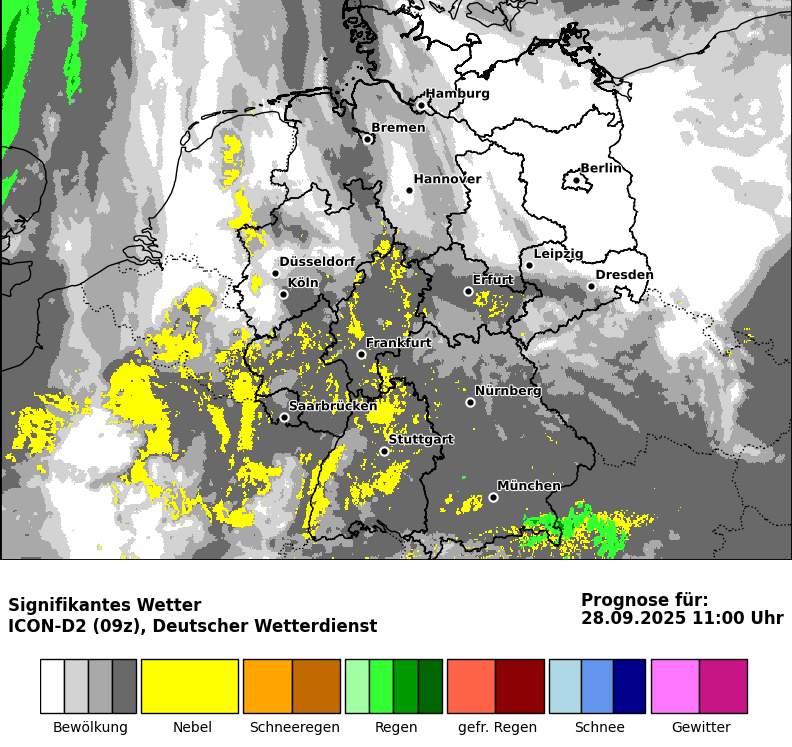 Hamburg
Bremen
Berlin
Hannover
Leipzig
Düsseldorf
Dresden
Köln
Erfurt
Frankfurt
Nürnberg
Saarbrücken
Stuttgart
München
Signifikantes Wetter
ICON-D2 (09z), Deutscher Wetterdienst
Prognose für:
28.09.2025 11:00 Uhr
Bewölkung
Nebel
Schneeregen
Regen
gefr. Regen
Schnee
Gewitter